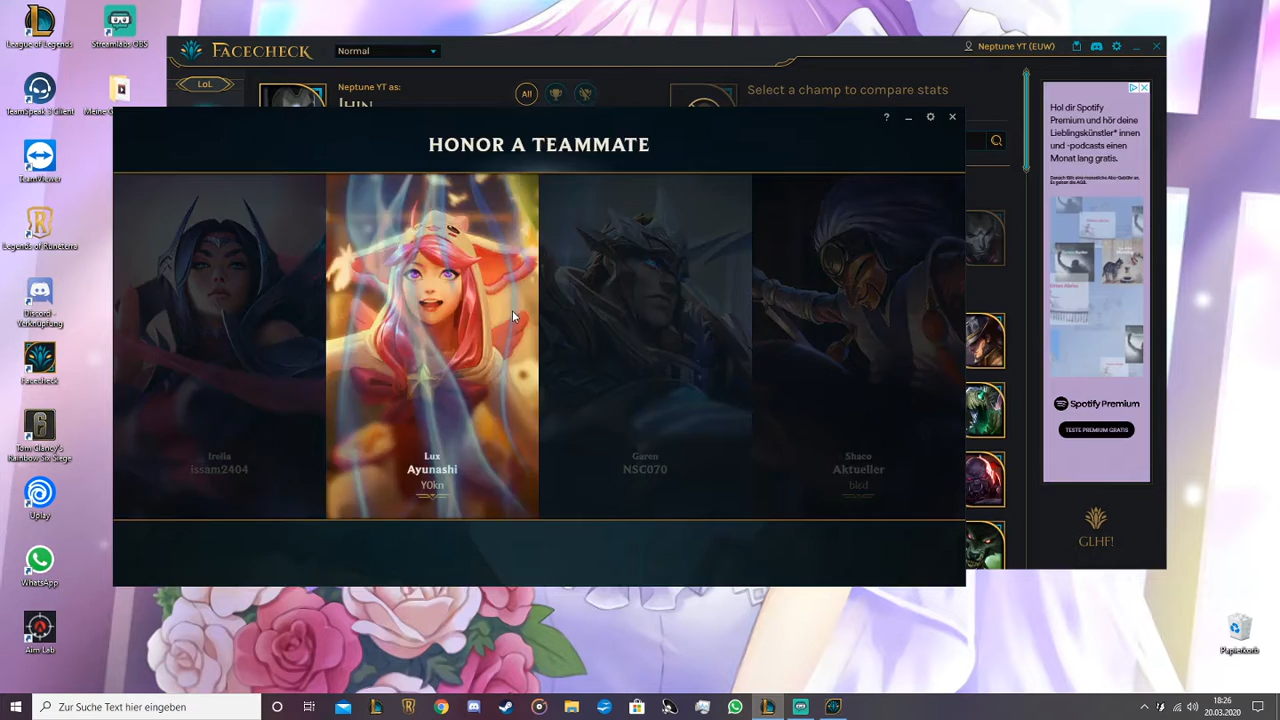 League of Legends
Streamlabs OBS
TeamSpeak 3 Client
TeamViewer
Legends of Runeterra
Discord - Verknüpfung
Facecheck
Tom Clancy's Rainbow Six Siege
Uplay
WhatsApp
Aim Lab
Papierkorb
FACECHECK
Normal
Neptune YT (EUW)
LoL
Neptune YT as:
JHIN
All
Select a champ to compare stats
?
HONOR A TEAMMATE
Irelia
issam2404
Lux
Ayunashi
Y0kn
Garen
NSC070
Shaco
Aktueller
blcd
Hol dir Spotify
Premium und hör deine
Lieblingskünstler* innen
und -podcasts einen
Monat lang gratis.
Spotify Premium
TESTE PREMIUM GRATIS
GLHF!
Zur Suche Text hier eingeben
18:26
20.03.2020